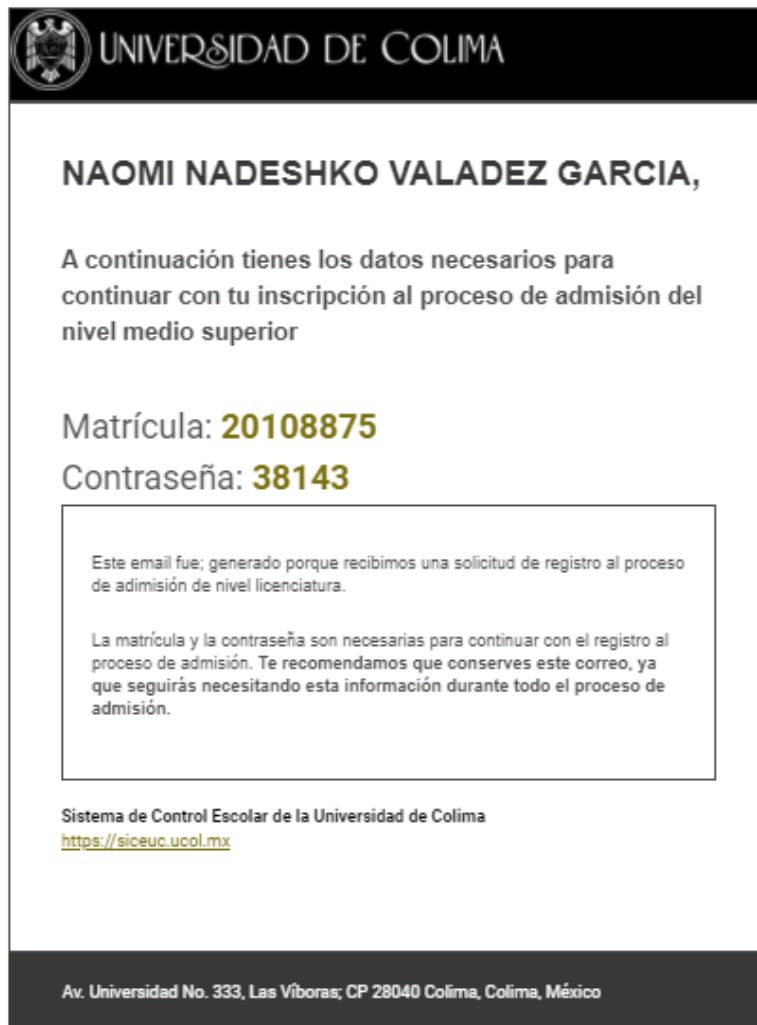 UNIVERSIDAD DE COLIMA
NAOMI NADESHKO VALADEZ GARCIA,
A continuación tienes los datos necesarios para
continuar con tu inscripción al proceso de admisión del
nivel medio superior
Matrícula: 20108875
Contraseña: 38143
Este email fue; generado porque recibimos una solicitud de registro al proceso
de adimisión de nivel licenciatura.
La matrícula y la contraseña son necesarias para continuar con el registro al
proceso de admisión. Te recomendamos que conserves este correo, ya
que seguirás necesitando esta información durante todo el proceso de
admisión.
Sistema de Control Escolar de la Universidad de Colima
https://siceuc.ucol.mx
Av. Universidad No. 333, Las Víboras; CP 28040 Colima, Colima, México